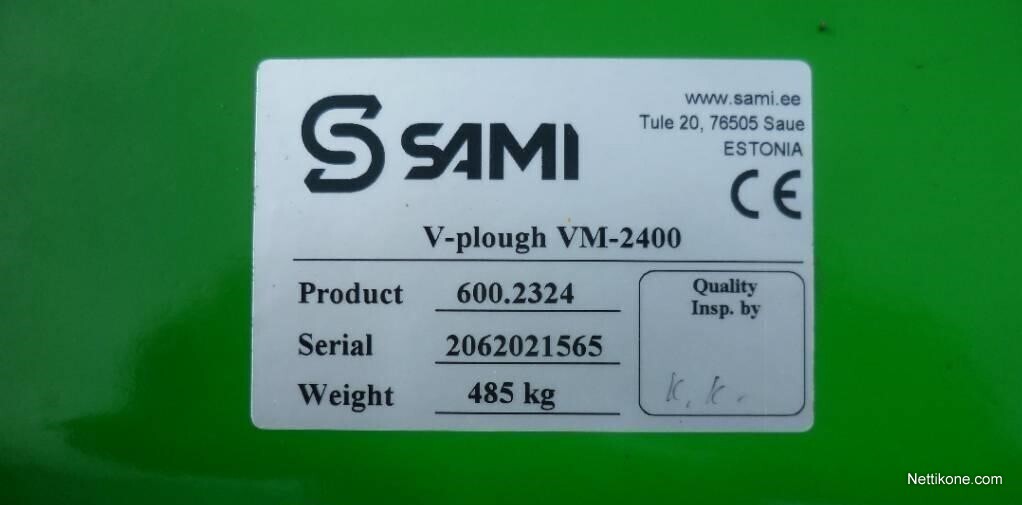 SAMI
www.sami.ee
Tule 20, 76505 Saue
ESTONIA
CE
V-plough VM-2400
Product 600.2324
Serial 2062021565
Weight 485 kg
Quality
Insp. by
K. K.
Nettikone.com